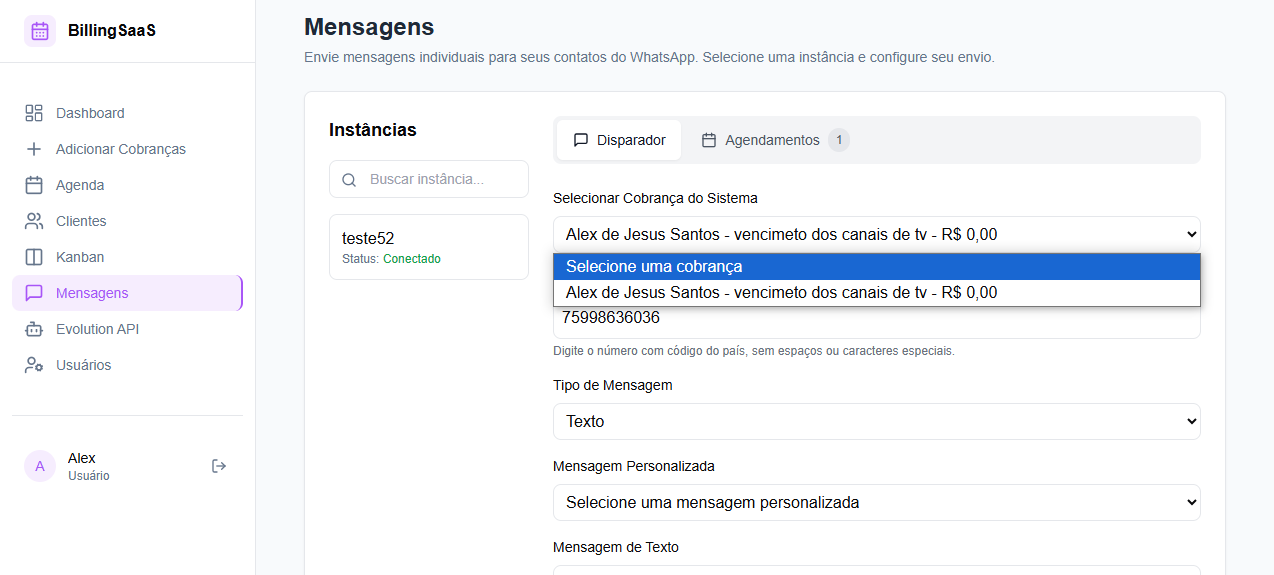 BillingSaaS
Dashboard
Adicionar Cobranças
Agenda
Clientes
Kanban
Mensagens
Evolution API
Usuários
A
Alex
Usuário
Mensagens
Envie mensagens individuais para seus contatos do WhatsApp. Selecione uma instância e configure seu envio.
Instâncias
Buscar instância...
teste52
Status: Conectado
Disparador
Agendamentos 1
Selecionar Cobrança do Sistema
Alex de Jesus Santos - vencimeto dos canais de tv - R$ 0,00
Selecione uma cobrança
Alex de Jesus Santos - vencimeto dos canais de tv - R$ 0,00
75998636036
Digite o número com código do país, sem espaços ou caracteres especiais.
Tipo de Mensagem
Texto
Mensagem Personalizada
Selecione uma mensagem personalizada
Mensagem de Texto